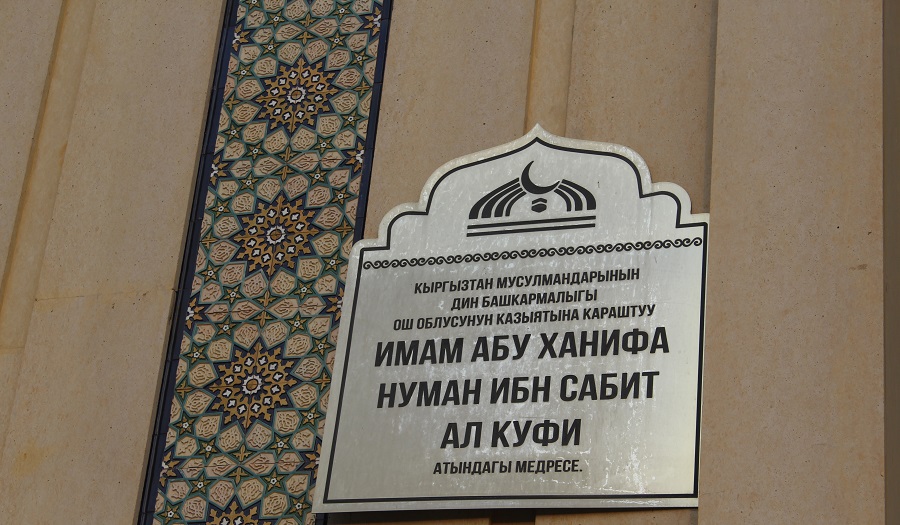 КЫРГЫЗТАН МУСУЛМАНДАРЫНЫН
ДИН БАШКАРМАЛЫГЫ
ОШ ОБЛУСУНУН КАЗЫЯТЫНА КАРАШТУУ
ИМАМ АБУ ХАНИФА
НУМАН ИБН САБИТ
АЛ КУФИ
АТЫНДАГЫ МЕДРЕСЕ.